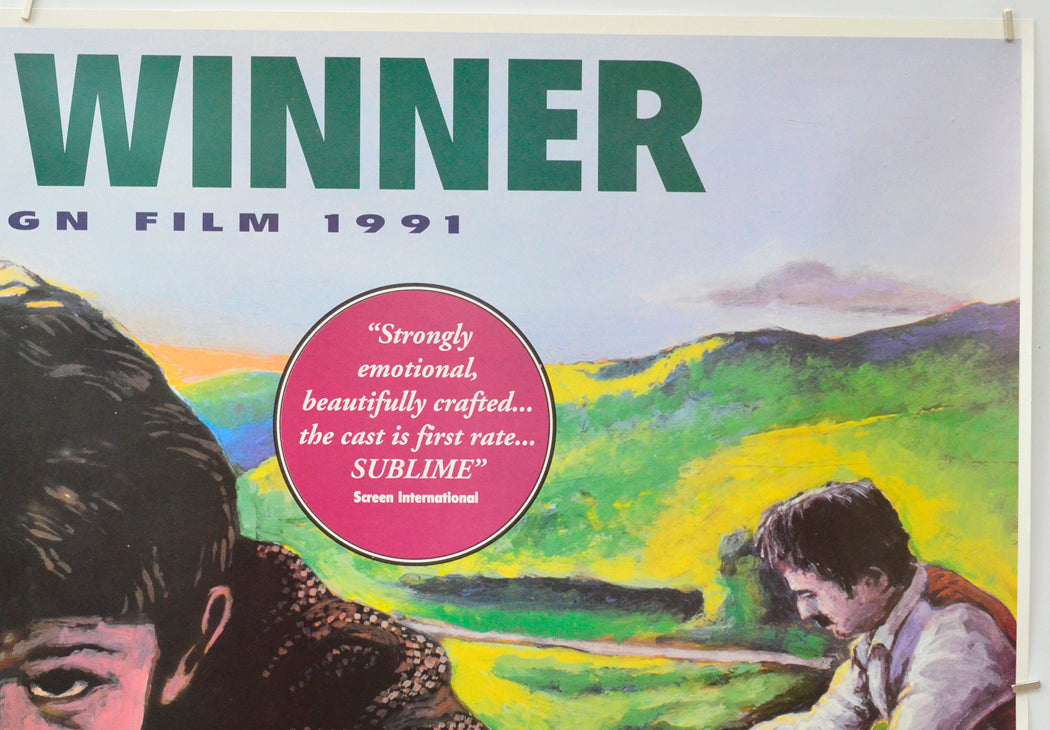 WINNER
GN FILM 1991
“Strongly
emotional,
beautifully crafted...
the cast is first rate...
SUBLIME”
Screen International